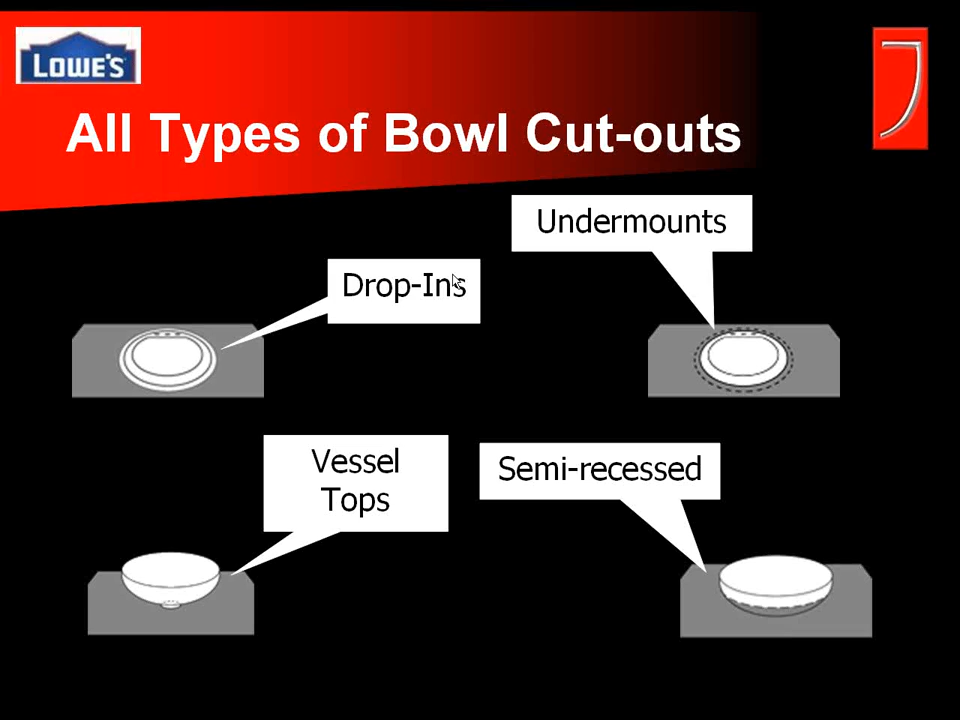 LOWE'S
All Types of Bowl Cut-outs
Undermounts
Drop-Ins
Vessel
Tops
Semi-recessed